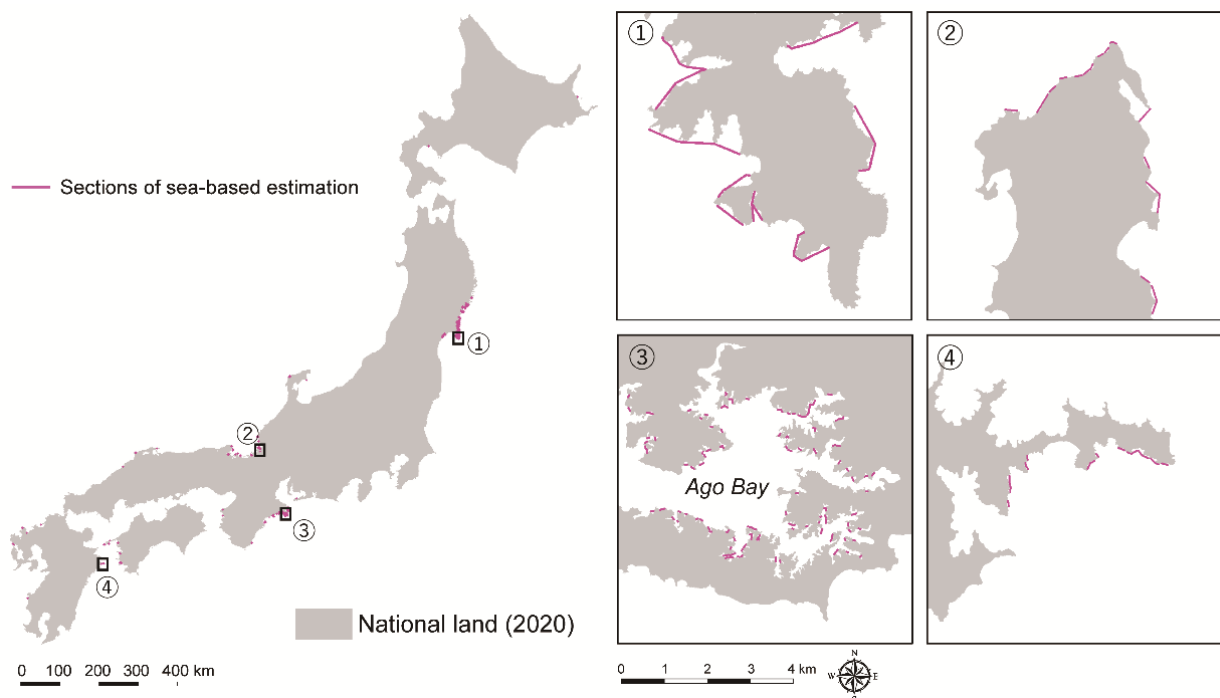 Sections of sea-based estimation
①
②
③
④
National land (2020)
0 100 200 300 400 km
①
②
③
Ago Bay
④
0 1 2 3 4 km
N
W E
S